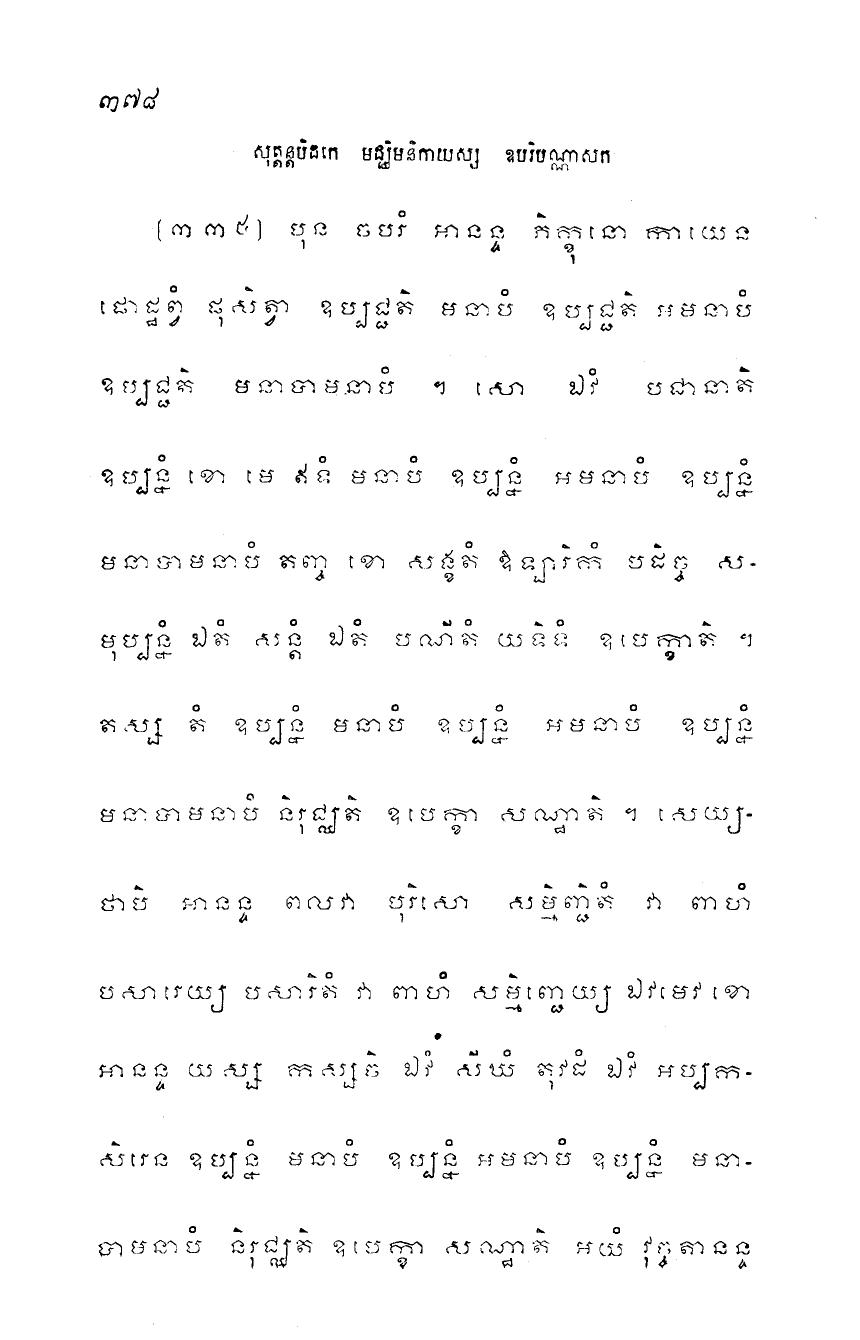 ៣៧៨
សុត្តន្តបិដកេ មជ្ឈិមនិកាយស្ស ឧបរិបណ្ណាសកំ
(៣៣៥) បុន ចបរំ អានន្ទ ភិក្ខុនោ កាយេន
ផោដ្ឋព្វំ ផុសិត្វា ឧប្បជ្ជតិ មនាបំ ឧប្បជ្ជតិ អមនាបំ
ឧប្បជ្ជតិ មនាបាមនាបំ ។ សោ ឯវំ បជានាតិ
ឧប្បន្នំ ខោ មេ ឥទំ មនាបំ ឧប្បន្នំ អមនាបំ ឧប្បន្នំ
មនាបាមនាបំ តញ្ច ខោ សង្ខតំ ឱឡារិកំ បដិច្ច ស-
មុប្បន្នំ ឯតំ សន្តំ ឯតំ បណីតំ យទិទំ ឧបេក្ខាតិ ។
តស្ស តំ ឧប្បន្នំ មនាបំ ឧប្បន្នំ អមនាបំ ឧប្បន្នំ
មនាបាមនាបំ និរុជ្ឈតិ ឧបេក្ខា សណ្ឋាតិ ។ សេយ្យ-
ថាបិ អានន្ទ ពលវា បុរិសោ សម្មិញ្ជិតំ វា ពាហំ
បសារេយ្យ បសារិតំ វា ពាហំ សម្មិញ្ជេយ្យ ឯវមេវ ខោ
អានន្ទ យស្ស កស្សចិ ឯវំ សីឃំ តុវដំ ឯវំ អប្បក-
សិរេន ឧប្បន្នំ មនាបំ ឧប្បន្នំ អមនាបំ ឧប្បន្នំ មនា-
បាមនាបំ និរុជ្ឈតិ ឧបេក្ខា សណ្ឋាតិ អយំ វុច្ចតានន្ទ